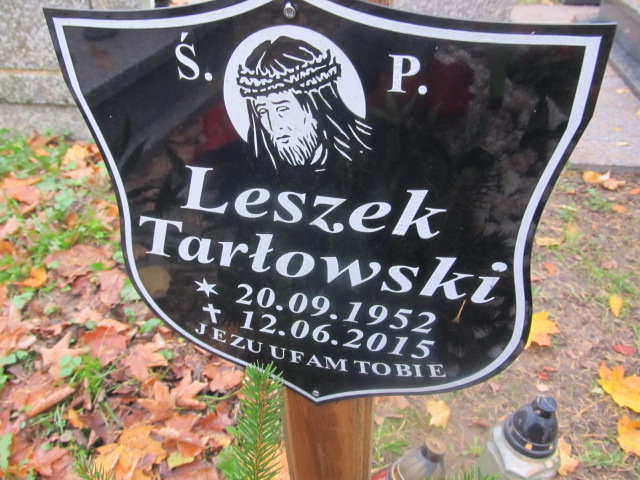 Ś. P.
Leszek
Tarłowski
✶ 20.09.1952
✝ 12.06.2015
JEZU UFAM TOBIE